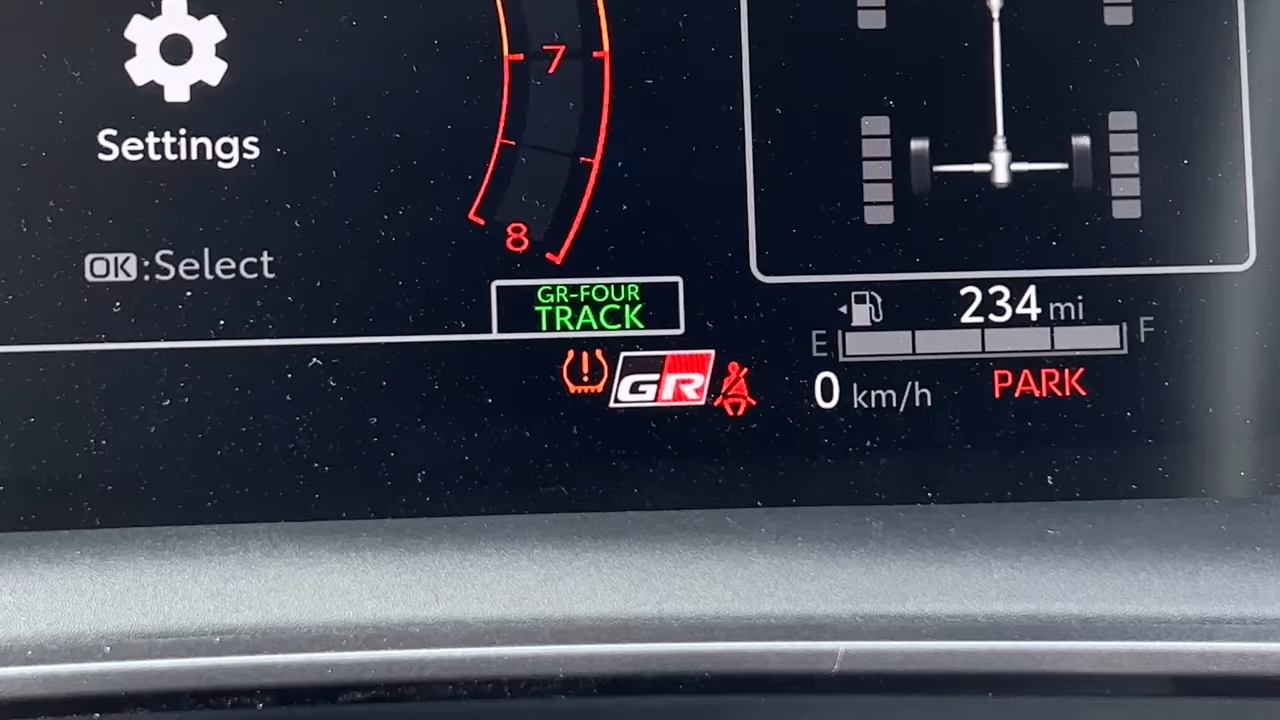 Settings
OK:Select
7
8
GR-FOUR
TRACK
GR
234 mi
E F
0 km/h PARK